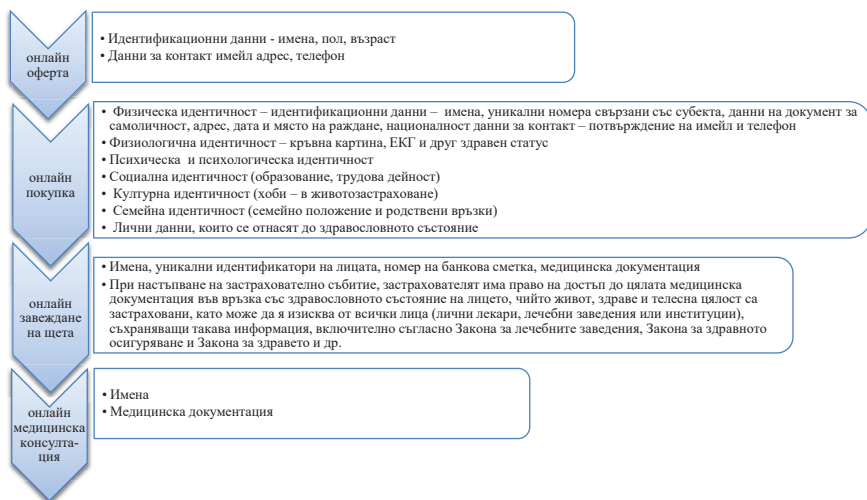 онлайн
оферта
• Идентификационни данни - имена, пол, възраст
• Данни за контакт имейл адрес, телефон
онлайн
покупка
• Физическа идентичност – идентификационни данни – имена, уникални номера свързани със субекта, данни на документ за
самоличност, адрес, дата и място на раждане, националност данни за контакт – потвърждение на имейл и телефон
• Физиологична идентичност – кръвна картина, ЕКГ и друг здравен статус
• Психическа и психологическа идентичност
• Социална идентичност (образование, трудова дейност)
• Културна идентичност (хоби – в животозастраховане)
• Семейна идентичност (семейно положение и родствени връзки)
• Лични данни, които се отнасят до здравословното състояние
онлайн
завеждане
на щета
• Имена, уникални идентификатори на лицата, номер на банкова сметка, медицинска документация
• При настъпване на застрахователно събитие, застрахователят има право на достъп до цялата медицинска
документация във връзка със здравословното състояние на лицето, чийто живот, здраве и телесна цялост са
застраховани, като може да я изисква от всички лица (лични лекари, лечебни заведения или институции),
съхраняващи такава информация, включително съгласно Закона за лечебните заведения, Закона за здравното
осигуряване и Закона за здравето и др.
онлайн
медицинска
консулта-
ция
• Имена
• Медицинска документация